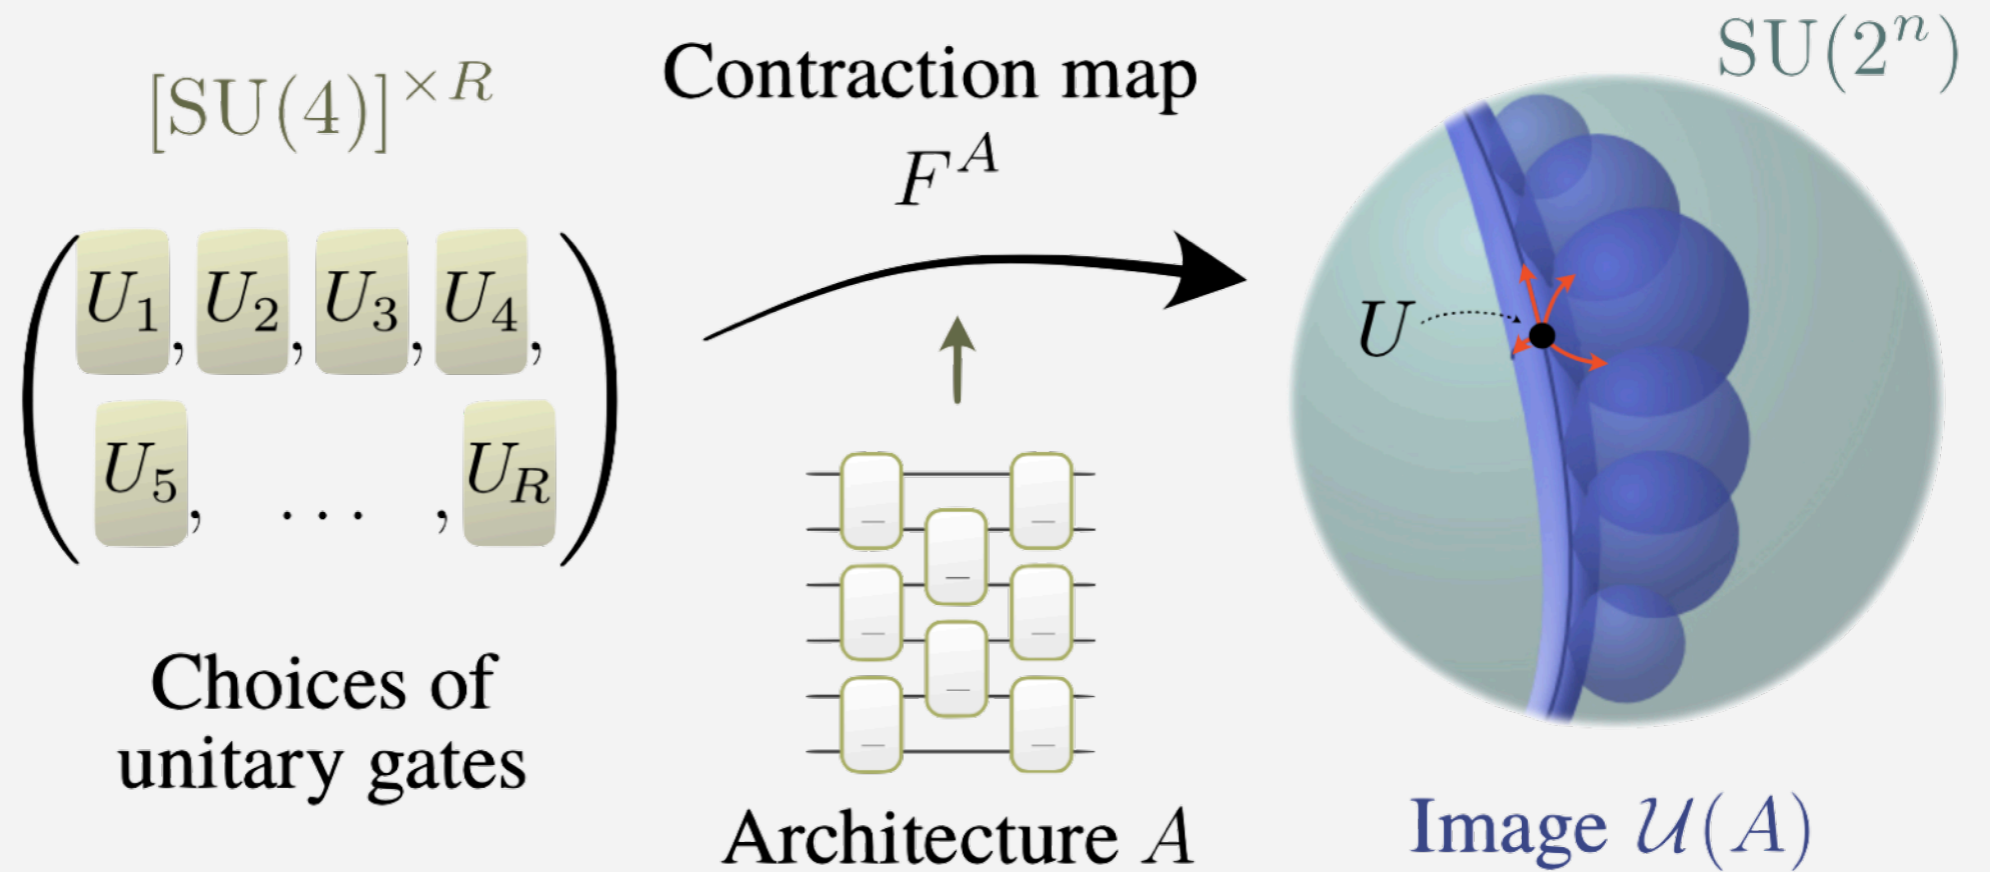 [SU(4)]^{×R}
Contraction map
F^A
SU(2^n)
(U_1, U_2, U_3, U_4,
U_5, ... , U_R)
U
Choices of
unitary gates
Architecture A
Image 𝒰(A)